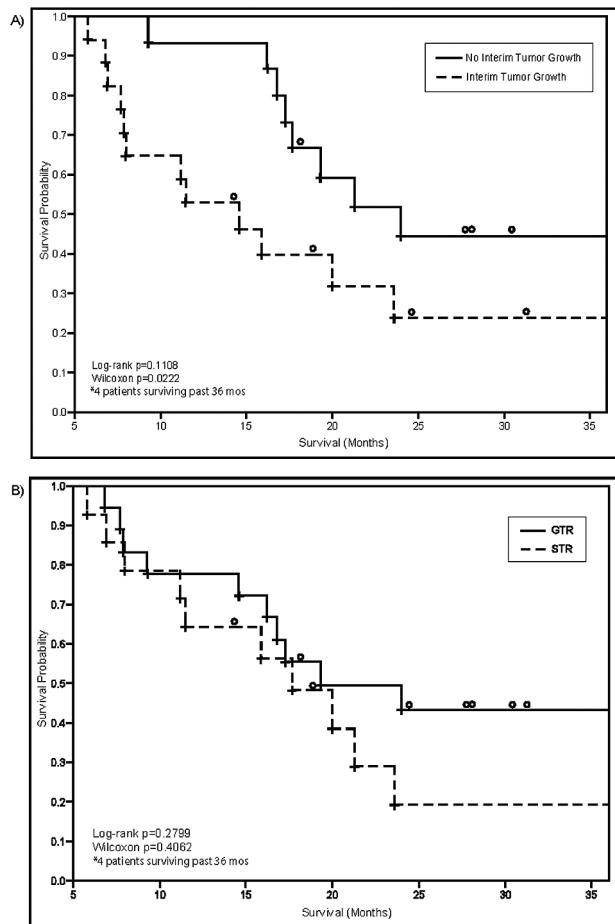 A)
1.0
0.9
0.8
0.7
0.6
0.5
0.4
0.3
0.2
0.1
0.0
Survival Probability
No Interim Tumor Growth
Interim Tumor Growth
Log-rank p=0.1108
Wilcoxon p=0.0222
*4 patients surviving past 36 mos
5 10 15 20 25 30 35
Survival (Months)
B)
1.0
0.9
0.8
0.7
0.6
0.5
0.4
0.3
0.2
0.1
0.0
Survival Probability
GTR
STR
Log-rank p=0.2799
Wilcoxon p=0.4062
*4 patients surviving past 36 mos
5 10 15 20 25 30 35
Survival (Months)